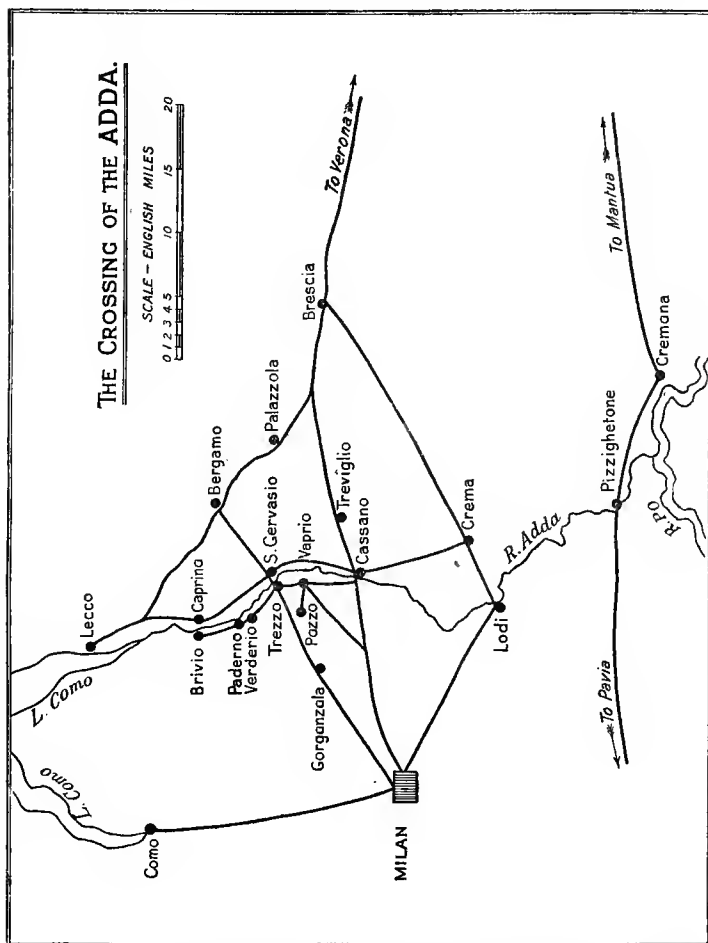 THE CROSSING OF THE ADDA.
SCALE – ENGLISH MILES
0 1 2 3 4 5 10 15 20
Lecco
L. Como
L. Como
Como
Caprino
Brivio
Bergamo
Paderno
Verderio
S. Gervasio
Palazzola
Trezzo
Vaprio
Pozzo
Gorganzala
Brescia
To Verona
Treviglio
Cassano
MILAN
Crema
Lodi
R. Adda
To Mantua
Pizzighetone
Cremona
R. Po
To Pavia